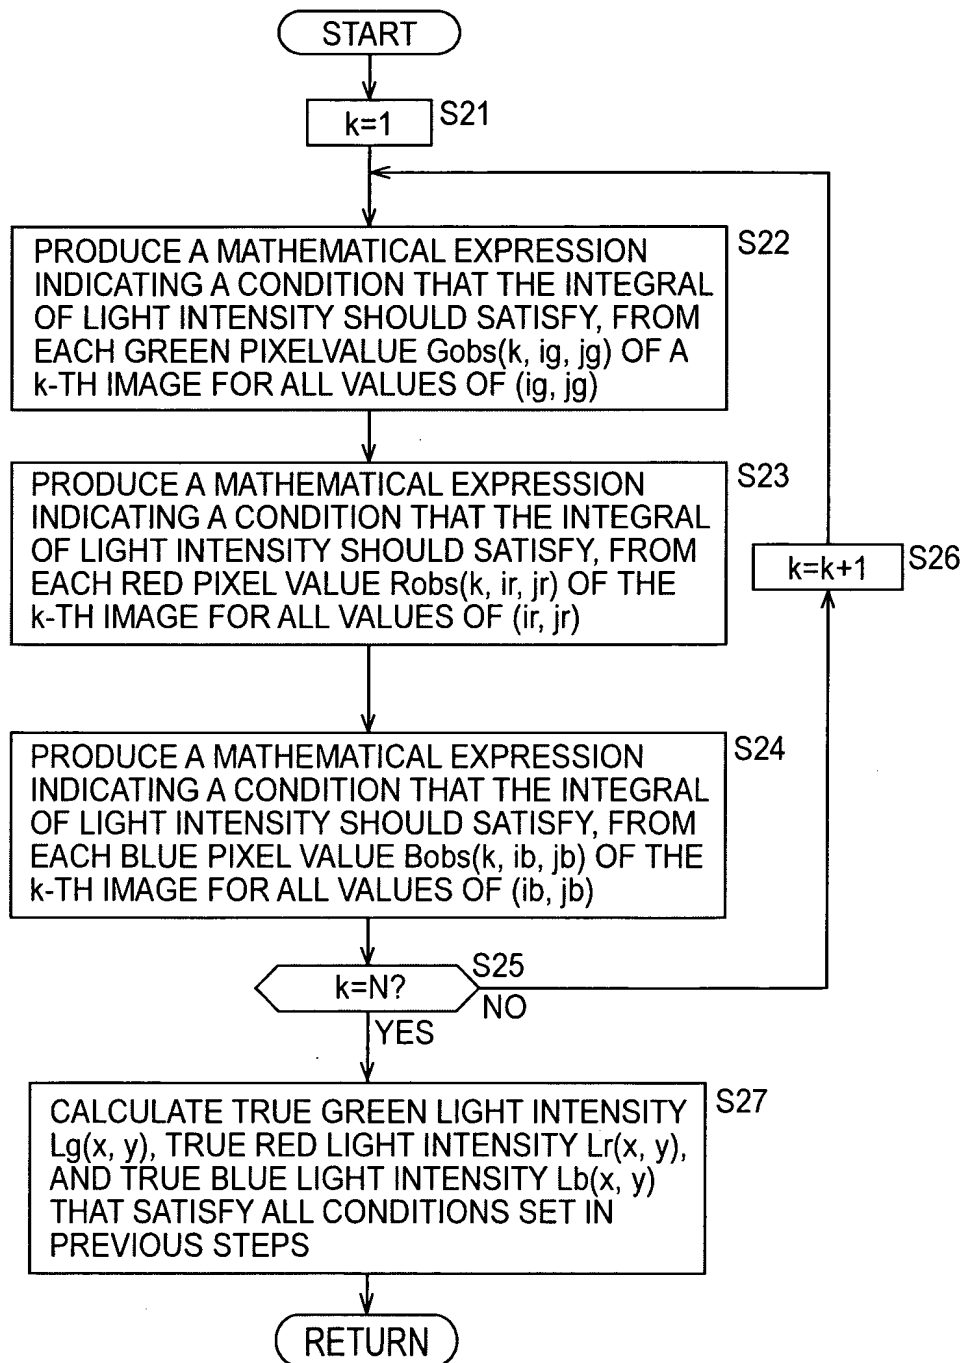 START
k=1
S21
PRODUCE A MATHEMATICAL EXPRESSION
INDICATING A CONDITION THAT THE INTEGRAL
OF LIGHT INTENSITY SHOULD SATISFY, FROM
EACH GREEN PIXELVALUE Gobs(k, ig, jg) OF A
k-TH IMAGE FOR ALL VALUES OF (ig, jg)
S22
PRODUCE A MATHEMATICAL EXPRESSION
INDICATING A CONDITION THAT THE INTEGRAL
OF LIGHT INTENSITY SHOULD SATISFY, FROM
EACH RED PIXEL VALUE Robs(k, ir, jr) OF THE
k-TH IMAGE FOR ALL VALUES OF (ir, jr)
S23
k=k+1
S26
PRODUCE A MATHEMATICAL EXPRESSION
INDICATING A CONDITION THAT THE INTEGRAL
OF LIGHT INTENSITY SHOULD SATISFY, FROM
EACH BLUE PIXEL VALUE Bobs(k, ib, jb) OF THE
k-TH IMAGE FOR ALL VALUES OF (ib, jb)
S24
k=N?
S25
NO
YES
CALCULATE TRUE GREEN LIGHT INTENSITY
Lg(x, y), TRUE RED LIGHT INTENSITY Lr(x, y),
AND TRUE BLUE LIGHT INTENSITY Lb(x, y)
THAT SATISFY ALL CONDITIONS SET IN
PREVIOUS STEPS
S27
RETURN